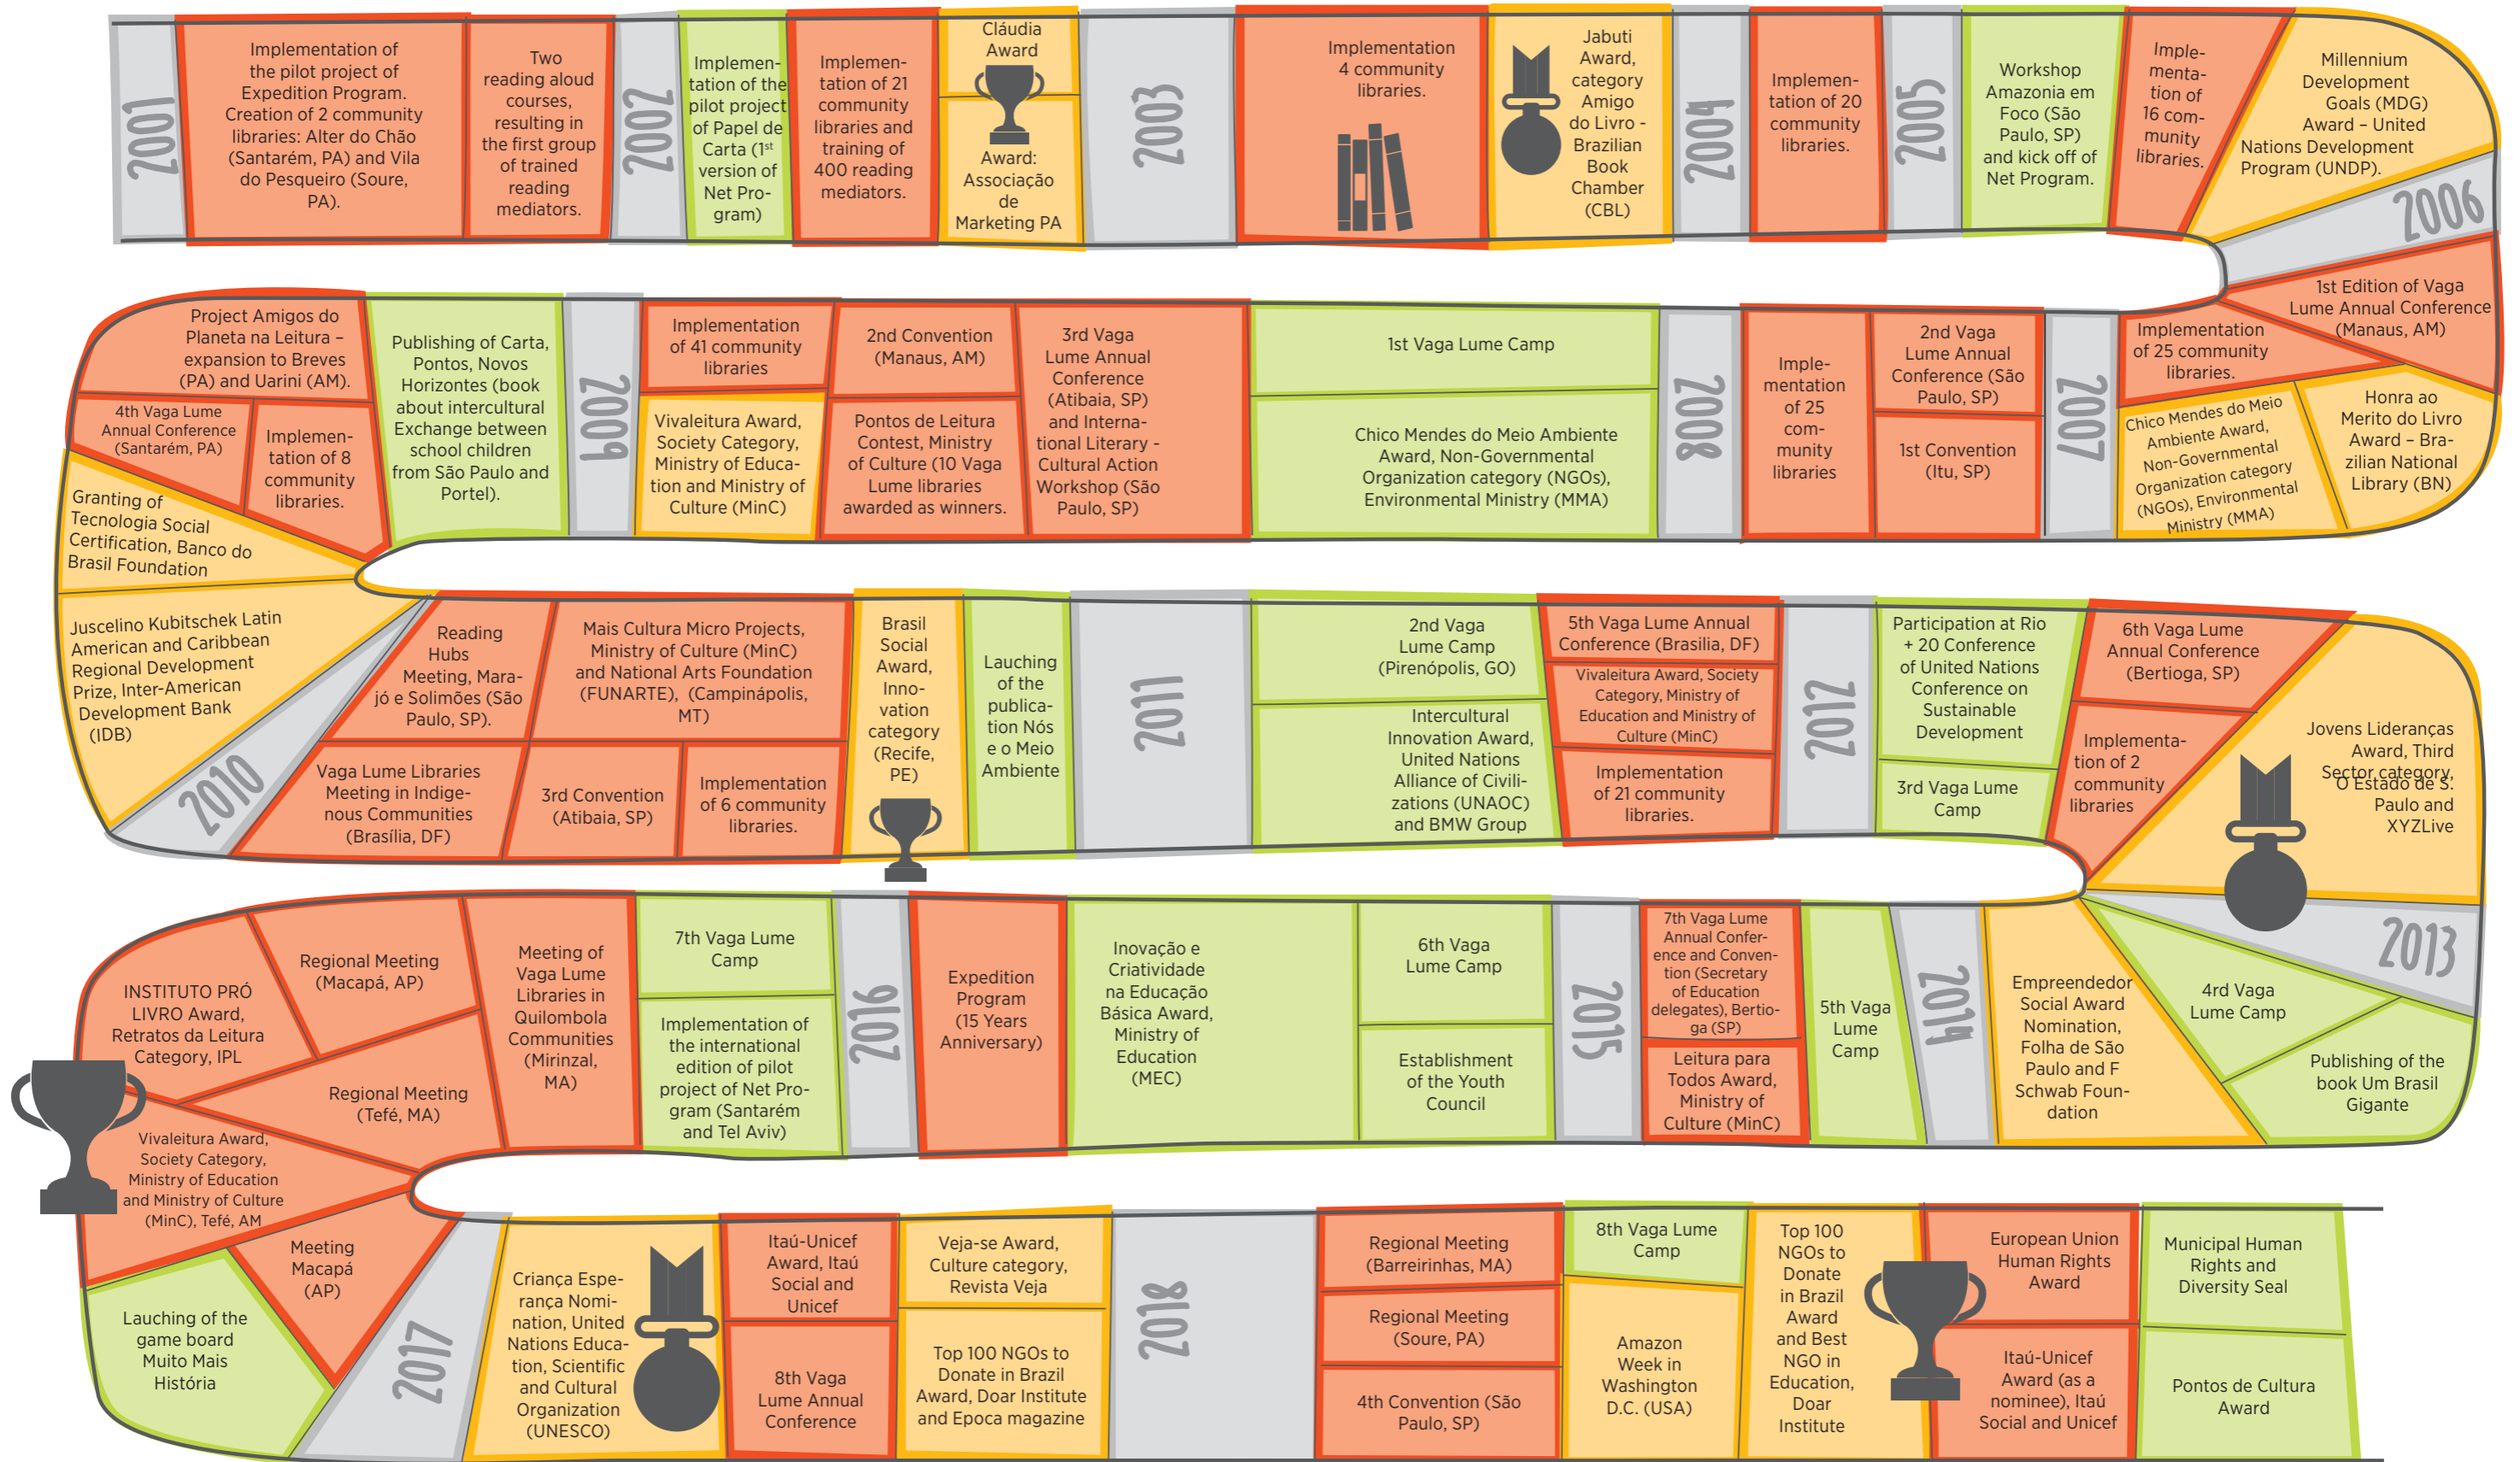 2001
Implementation of
the pilot project of
Expedition Program.
Creation of 2 community
libraries: Alter do Chão
(Santarém, PA) and Vila
do Pesqueiro (Soure,
PA).
Two
reading aloud
courses,
resulting in
the first group
of trained
reading
mediators.
2002
Implemen-
tation of the
pilot project
of Papel de
Carta (1st
version of
Net Pro-
gram)
Implemen-
tation of 21
community
libraries and
training of
400 reading
mediators.
Cláudia
Award
Award:
Associação
de
Marketing PA
2003
Implementation
4 community
libraries.
Jabuti
Award,
category
Amigo
do Livro -
Brazilian
Book
Chamber
(CBL)
2004
Implemen-
tation of 20
community
libraries.
2005
Workshop
Amazonia em
Foco (São
Paulo, SP)
and kick off of
Net Program.
Imple-
menta-
tion of
16 com-
munity
libraries.
Millennium
Development
Goals (MDG)
Award – United
Nations Development
Program (UNDP).
2006
1st Edition of Vaga
Lume Annual Conference
(Manaus, AM)
Implementation
of 25 community
libraries.
Honra ao
Merito do Livro
Award – Bra-
zilian National
Library (BN)
Chico Mendes do Meio
Ambiente Award,
Non-Governmental
Organization category
(NGOs), Environmental
Ministry (MMA)
2007
2nd Vaga
Lume Annual
Conference (São
Paulo, SP)
1st Convention
(Itu, SP)
Imple-
mentation
of 25
com-
munity
libraries
2008
1st Vaga Lume Camp
Chico Mendes do Meio Ambiente
Award, Non-Governmental
Organization category (NGOs),
Environmental Ministry (MMA)
3rd Vaga
Lume Annual
Conference
(Atibaia, SP)
and Interna-
tional Literary -
Cultural Action
Workshop (São
Paulo, SP)
2nd Convention
(Manaus, AM)
Pontos de Leitura
Contest, Ministry
of Culture (10 Vaga
Lume libraries
awarded as winners.
Implementation
of 41 community
libraries
Vivaleitura Award,
Society Category,
Ministry of Educa-
tion and Ministry of
Culture (MinC)
2009
Publishing of Carta,
Pontos, Novos
Horizontes (book
about intercultural
Exchange between
school children
from São Paulo and
Portel).
Project Amigos do
Planeta na Leitura –
expansion to Breves
(PA) and Uarini (AM).
4th Vaga Lume
Annual Conference
(Santarém, PA)
Implemen-
tation of 8
community
libraries.
Granting of
Tecnologia Social
Certification, Banco do
Brasil Foundation
Juscelino Kubitschek Latin
American and Caribbean
Regional Development
Prize, Inter-American
Development Bank
(IDB)
2010
Reading
Hubs
Meeting, Mara-
jó e Solimões (São
Paulo, SP).
Vaga Lume Libraries
Meeting in Indige-
nous Communities
(Brasília, DF)
Mais Cultura Micro Projects,
Ministry of Culture (MinC)
and National Arts Foundation
(FUNARTE), (Campinápolis,
MT)
3rd Convention
(Atibaia, SP)
Implementation
of 6 community
libraries.
Brasil
Social
Award,
Inno-
vation
category
(Recife,
PE)
Lauching
of the
publica-
tion Nós
e o Meio
Ambiente
2011
2nd Vaga
Lume Camp
(Pirenópolis, GO)
Intercultural
Innovation Award,
United Nations
Alliance of Civili-
zations (UNAOC)
and BMW Group
5th Vaga Lume Annual
Conference (Brasilia, DF)
Vivaleitura Award, Society
Category, Ministry of
Education and Ministry of
Culture (MinC)
Implementation
of 21 community
libraries.
2012
Participation at Rio
+ 20 Conference
of United Nations
Conference on
Sustainable
Development
3rd Vaga Lume
Camp
6th Vaga Lume
Annual Conference
(Bertioga, SP)
Implementa-
tion of 2
community
libraries
Jovens Lideranças
Award, Third
Sector category,
O Estado de S.
Paulo and
XYZLive
2013
4rd Vaga
Lume Camp
Publishing of the
book Um Brasil
Gigante
Empreendedor
Social Award
Nomination,
Folha de São
Paulo and F
Schwab Foun-
dation
2014
5th Vaga
Lume
Camp
7th Vaga Lume
Annual Confer-
ence and Conven-
tion (Secretary
of Education
delegates), Bertio-
ga (SP)
Leitura para
Todos Award,
Ministry of
Culture (MinC)
2015
6th Vaga
Lume Camp
Establishment
of the Youth
Council
Inovação e
Criatividade
na Educação
Básica Award,
Ministry of
Education
(MEC)
Expedition
Program
(15 Years
Anniversary)
2016
7th Vaga Lume
Camp
Implementation of
the international
edition of pilot
project of Net Pro-
gram (Santarém
and Tel Aviv)
Meeting of
Vaga Lume
Libraries in
Quilombola
Communities
(Mirinzal,
MA)
Regional Meeting
(Macapá, AP)
Regional Meeting
(Tefé, MA)
INSTITUTO PRÓ
LIVRO Award,
Retratos da Leitura
Category, IPL
Vivaleitura Award,
Society Category,
Ministry of Education
and Ministry of Culture
(MinC), Tefé, AM
Meeting
Macapá
(AP)
Lauching of the
game board
Muito Mais
História
2017
Criança Espe-
rança Nomi-
nation, United
Nations Educa-
tion, Scientific
and Cultural
Organization
(UNESCO)
Itaú-Unicef
Award, Itaú
Social and
Unicef
8th Vaga
Lume Annual
Conference
Veja-se Award,
Culture category,
Revista Veja
Top 100 NGOs to
Donate in Brazil
Award, Doar Institute
and Epoca magazine
2018
Regional Meeting
(Barreirinhas, MA)
Regional Meeting
(Soure, PA)
4th Convention (São
Paulo, SP)
8th Vaga Lume
Camp
Amazon
Week in
Washington
D.C. (USA)
Top 100
NGOs to
Donate
in Brazil
Award
and Best
NGO in
Education,
Doar
Institute
European Union
Human Rights
Award
Itaú-Unicef
Award (as a
nominee), Itaú
Social and Unicef
Municipal Human
Rights and
Diversity Seal
Pontos de Cultura
Award